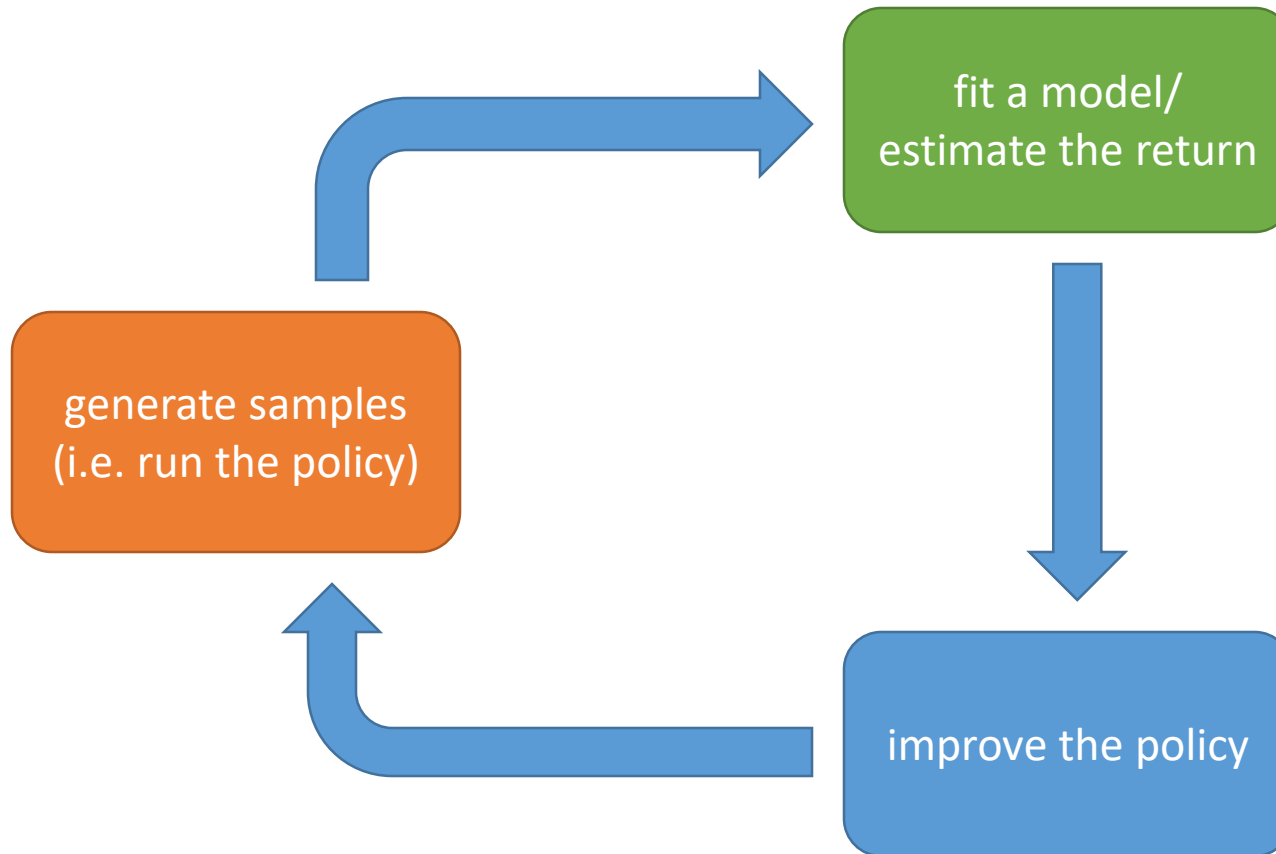 fit a model/
estimate the return
generate samples
(i.e. run the policy)
improve the policy